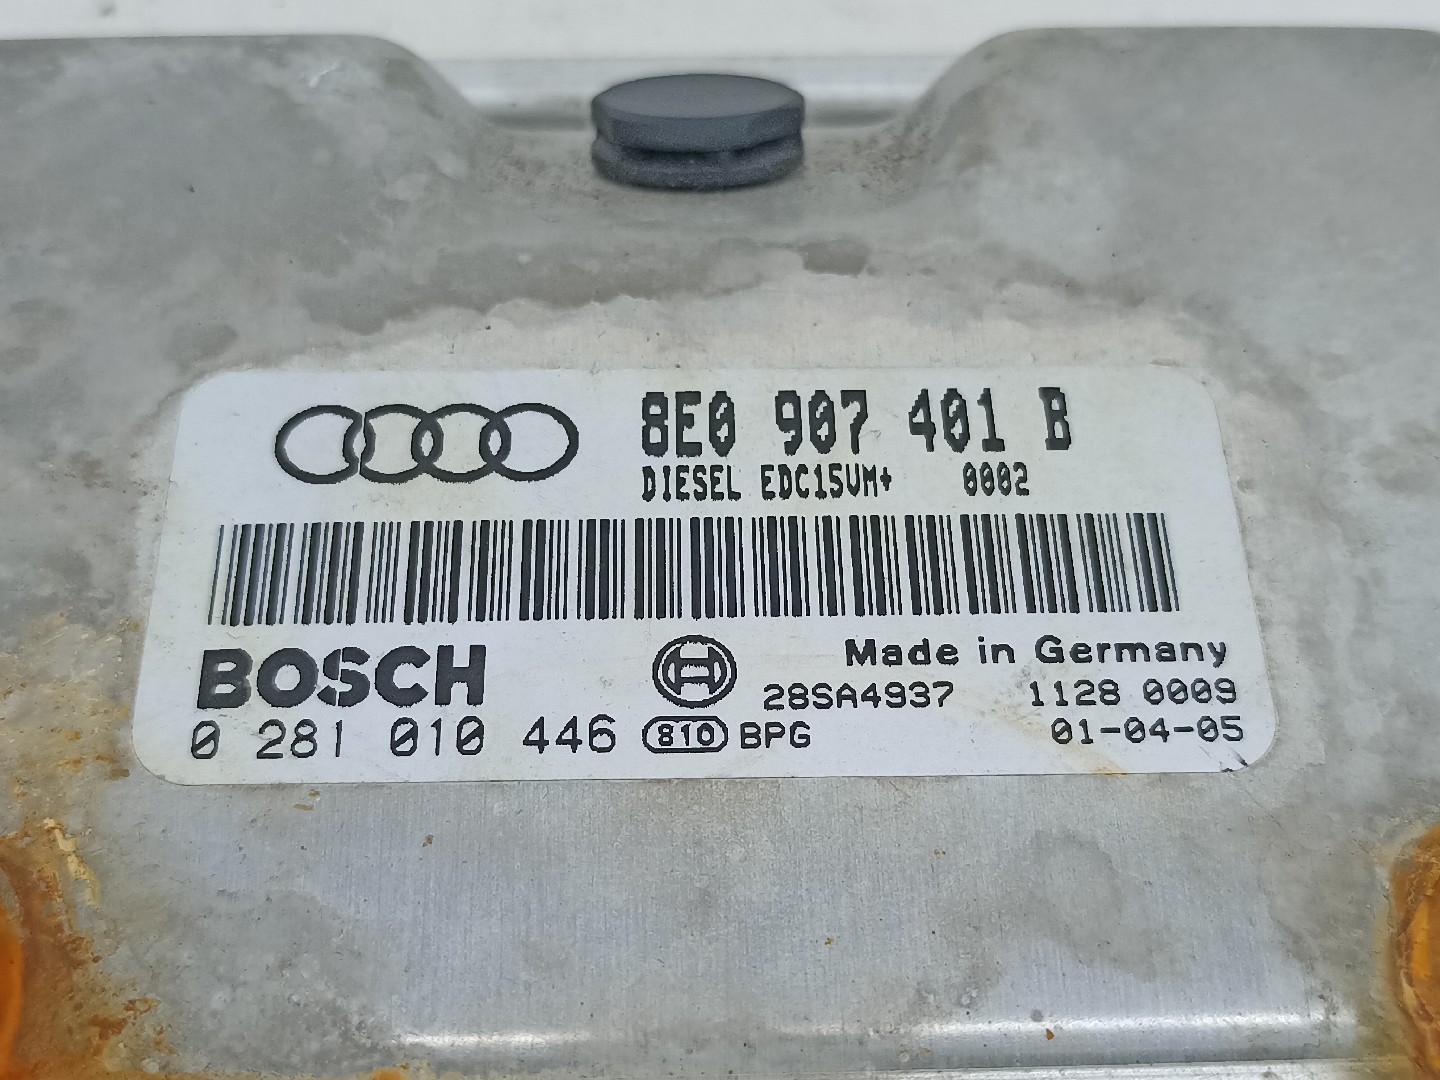 8E0 907 401 B
DIESEL EDC15VM+ 0002
BOSCH
Made in Germany
28SA4937 1128 0009
0 281 010 446 810 BPG 01-04-05